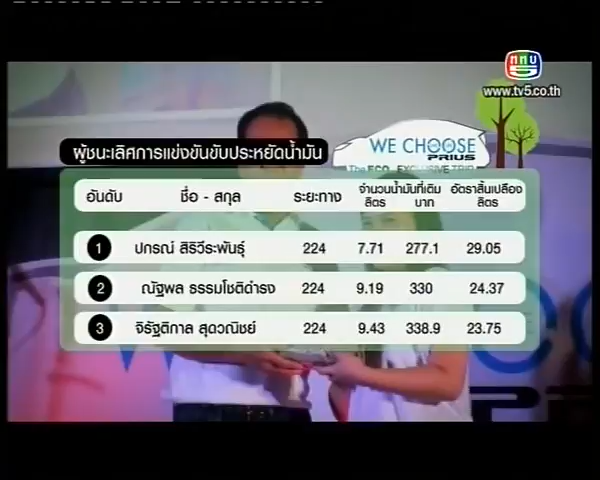 ททบ 5
www.tv5.co.th
ผู้ชนะเลิศการแข่งขันขับประหยัดน้ำมัน
WE CHOOSE
PRIUS
The ECO EXCLUSIVE TRIP
อันดับ ชื่อ - สกุล ระยะทาง จำนวนน้ำมันที่เติม อัตราสิ้นเปลือง
ลิตร บาท ลิตร
1 ปกรณ์ สิริวีระพันธุ์ 224 7.71 277.1 29.05
2 ณัฐพล ธรรมโชติดำรง 224 9.19 330 24.37
3 จิรัฐติกาล สุดวณิชย์ 224 9.43 338.9 23.75